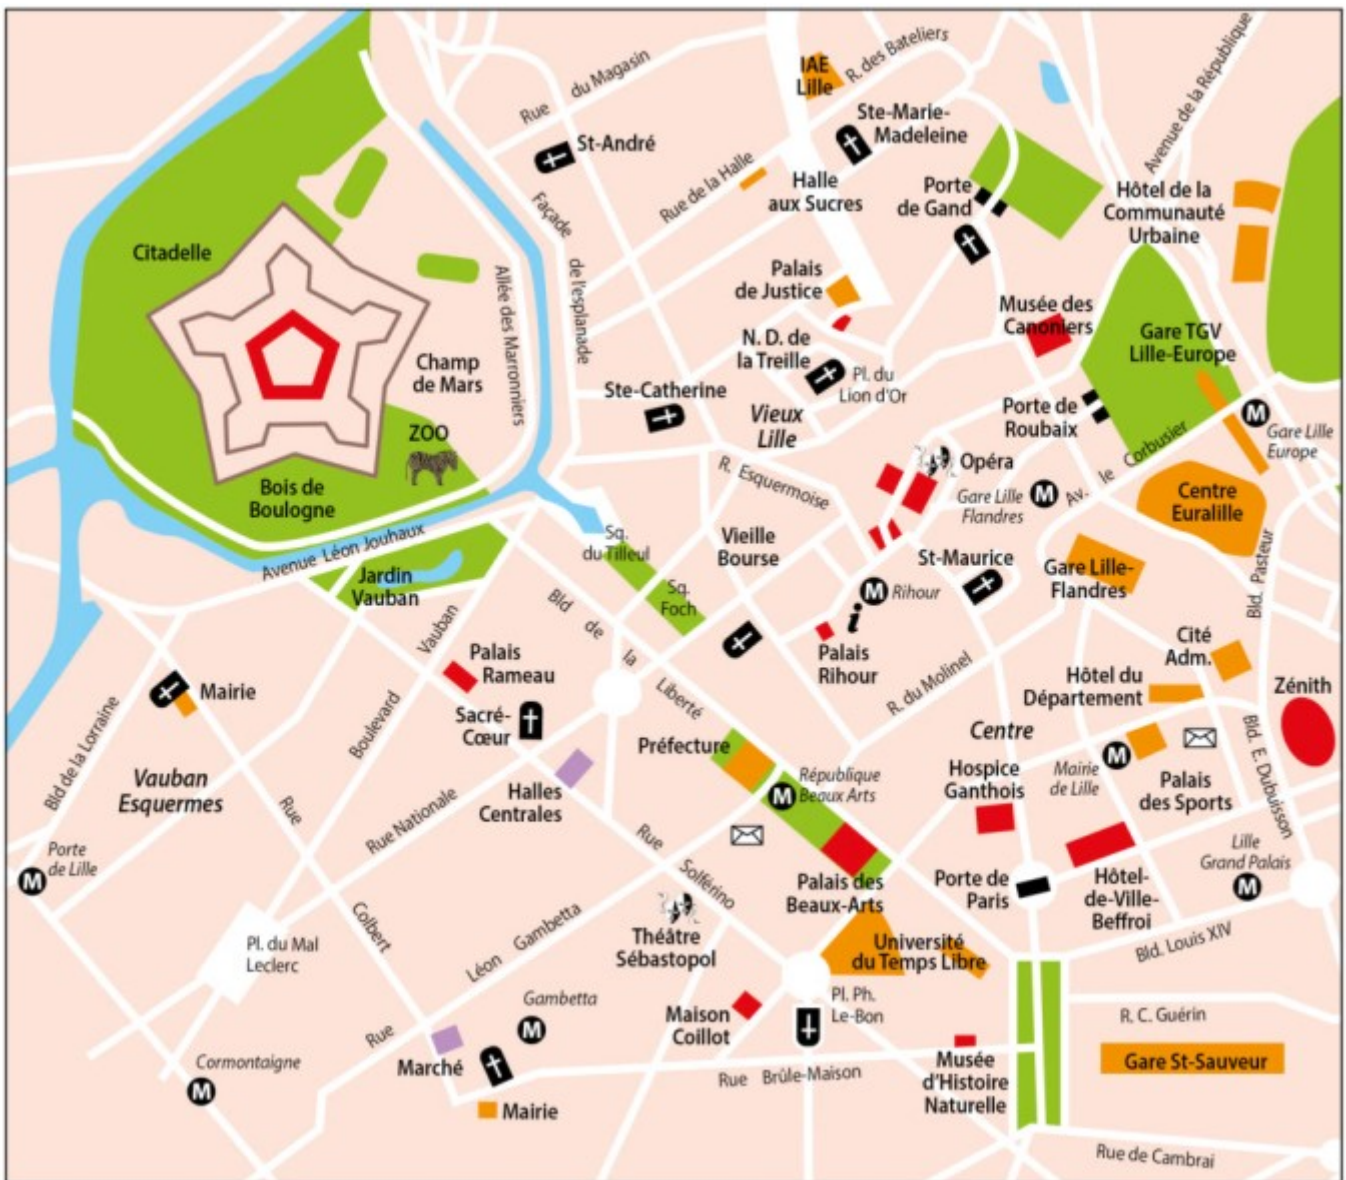 IAE
Lille
R. des Bateliers
Avenue de la République
Rue du Magasin
St-André
Ste-Marie-
Madeleine
Rue de la Halle
Halle
aux Sucres
Porte
de Gand
Hôtel de la
Communauté
Urbaine
Citadelle
Façade de l'esplanade
Allée des Marronniers
Palais
de Justice
Musée des
Canoniers
Gare TGV
Lille-Europe
Champ
de Mars
N. D. de
la Treille
Pl. du
Lion d'Or
Ste-Catherine
Vieux
Lille
Porte de
Roubaix
M
Gare Lille
Europe
ZOO
Bois de
Boulogne
R. Esquermoise
Opéra
Gare Lille
Flandres
M
Av. le Corbusier
Centre
Euralille
Avenue Léon Jouhaux
Sq.
du Tilleul
Vieille
Bourse
St-Maurice
Gare Lille-
Flandres
Bld. Pasteur
Jardin
Vauban
Sq.
Foch
M
Rihour
i
Bld de la Liberté
Boulevard Vauban
Palais
Rameau
Palais
Rihour
R. du Molinel
Cité
Adm.
Hôtel du
Département
Zénith
Mairie
Sacré-
Cœur
Préfecture
Centre
Bld de la Lorraine
Vauban
Esquermes
Halles
Centrales
M
République
Beaux Arts
Hospice
Ganthois
Mairie
de Lille
M
Palais
des Sports
Bld. E. Dubuisson
Rue Colbert
Rue Nationale
Rue Solférino
Porte
de Lille
M
Palais des
Beaux-Arts
Porte de
Paris
Hôtel-
de-Ville-
Beffroi
Lille
Grand Palais
M
Pl. du Mal
Leclerc
Rue Léon Gambetta
Théâtre
Sébastopol
Université
du Temps Libre
Bld. Louis XIV
Gambetta
M
Maison
Coillot
Pl. Ph.
Le-Bon
R. C. Guérin
Cormontaigne
M
Marché
Mairie
Rue Brûle-Maison
Musée
d'Histoire
Naturelle
Gare St-Sauveur
Rue de Cambrai